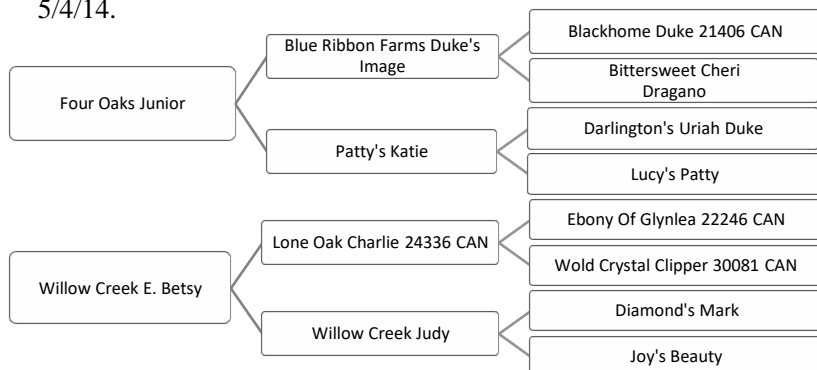 5/4/14.
Four Oaks Junior
Blue Ribbon Farms Duke's
Image
Blackhome Duke 21406 CAN
Bittersweet Cheri
Dragano
Patty's Katie
Darlington's Uriah Duke
Lucy's Patty
Willow Creek E. Betsy
Lone Oak Charlie 24336 CAN
Ebony Of Glynlea 22246 CAN
Wold Crystal Clipper 30081 CAN
Willow Creek Judy
Diamond's Mark
Joy's Beauty